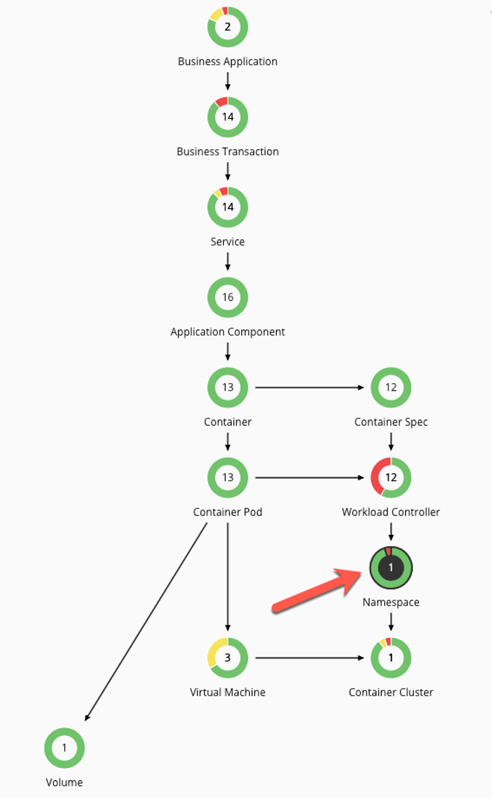 2
Business Application
14
Business Transaction
14
Service
16
Application Component
13
Container
12
Container Spec
13
Container Pod
12
Workload Controller
1
Namespace
3
Virtual Machine
1
Container Cluster
1
Volume